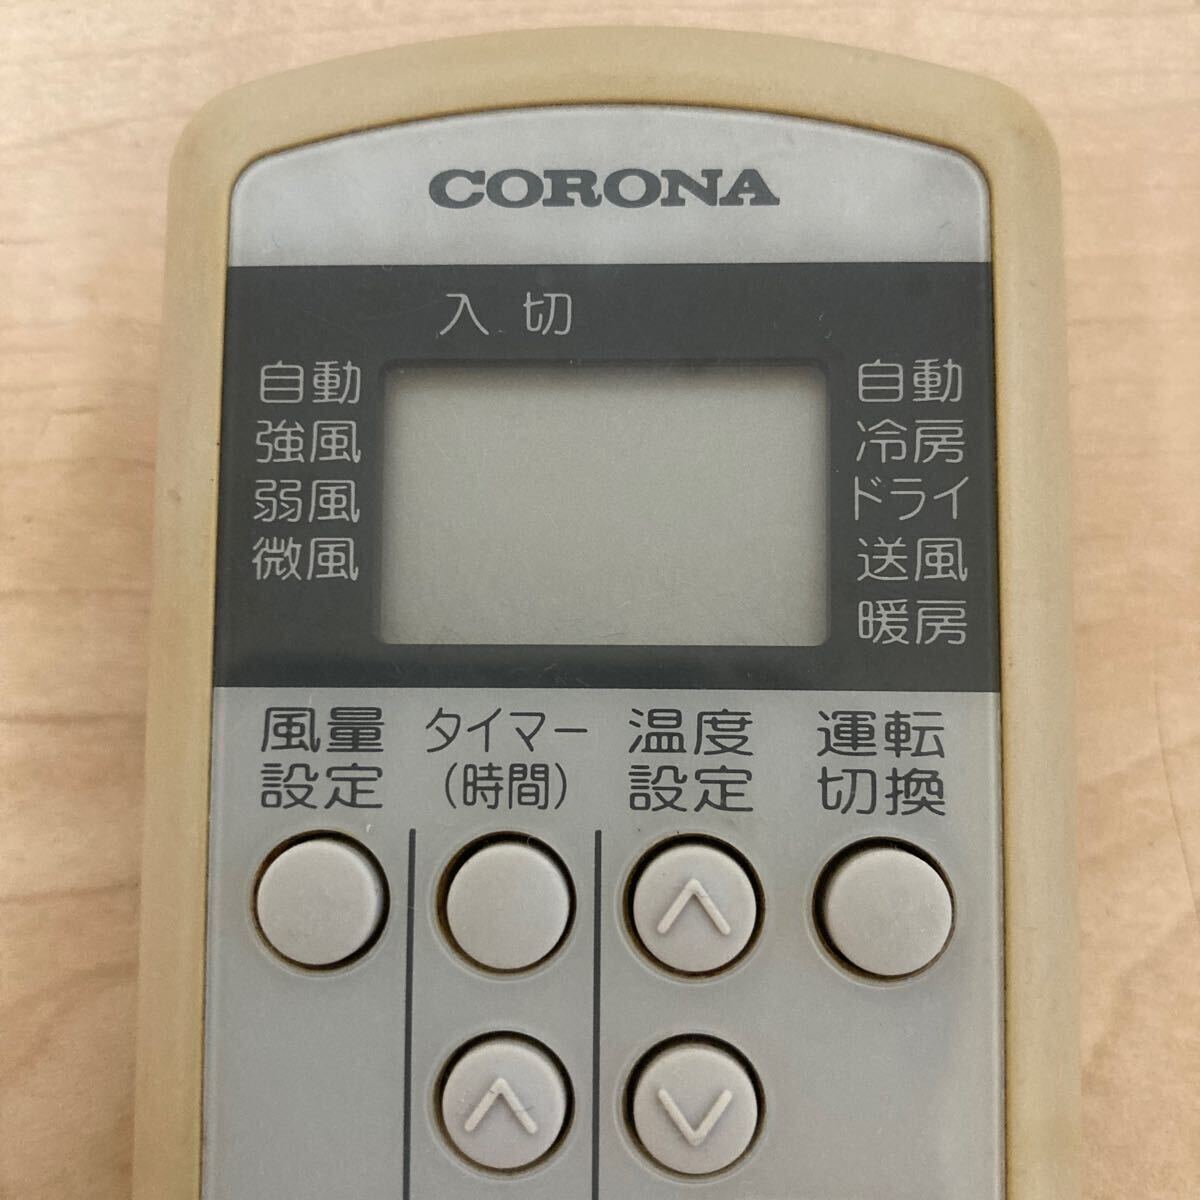 CORONA
入 切
自動
強風
弱風
微風
自動
冷房
ドライ
送風
暖房
風量
設定
タイマー
(時間)
温度
設定
運転
切換